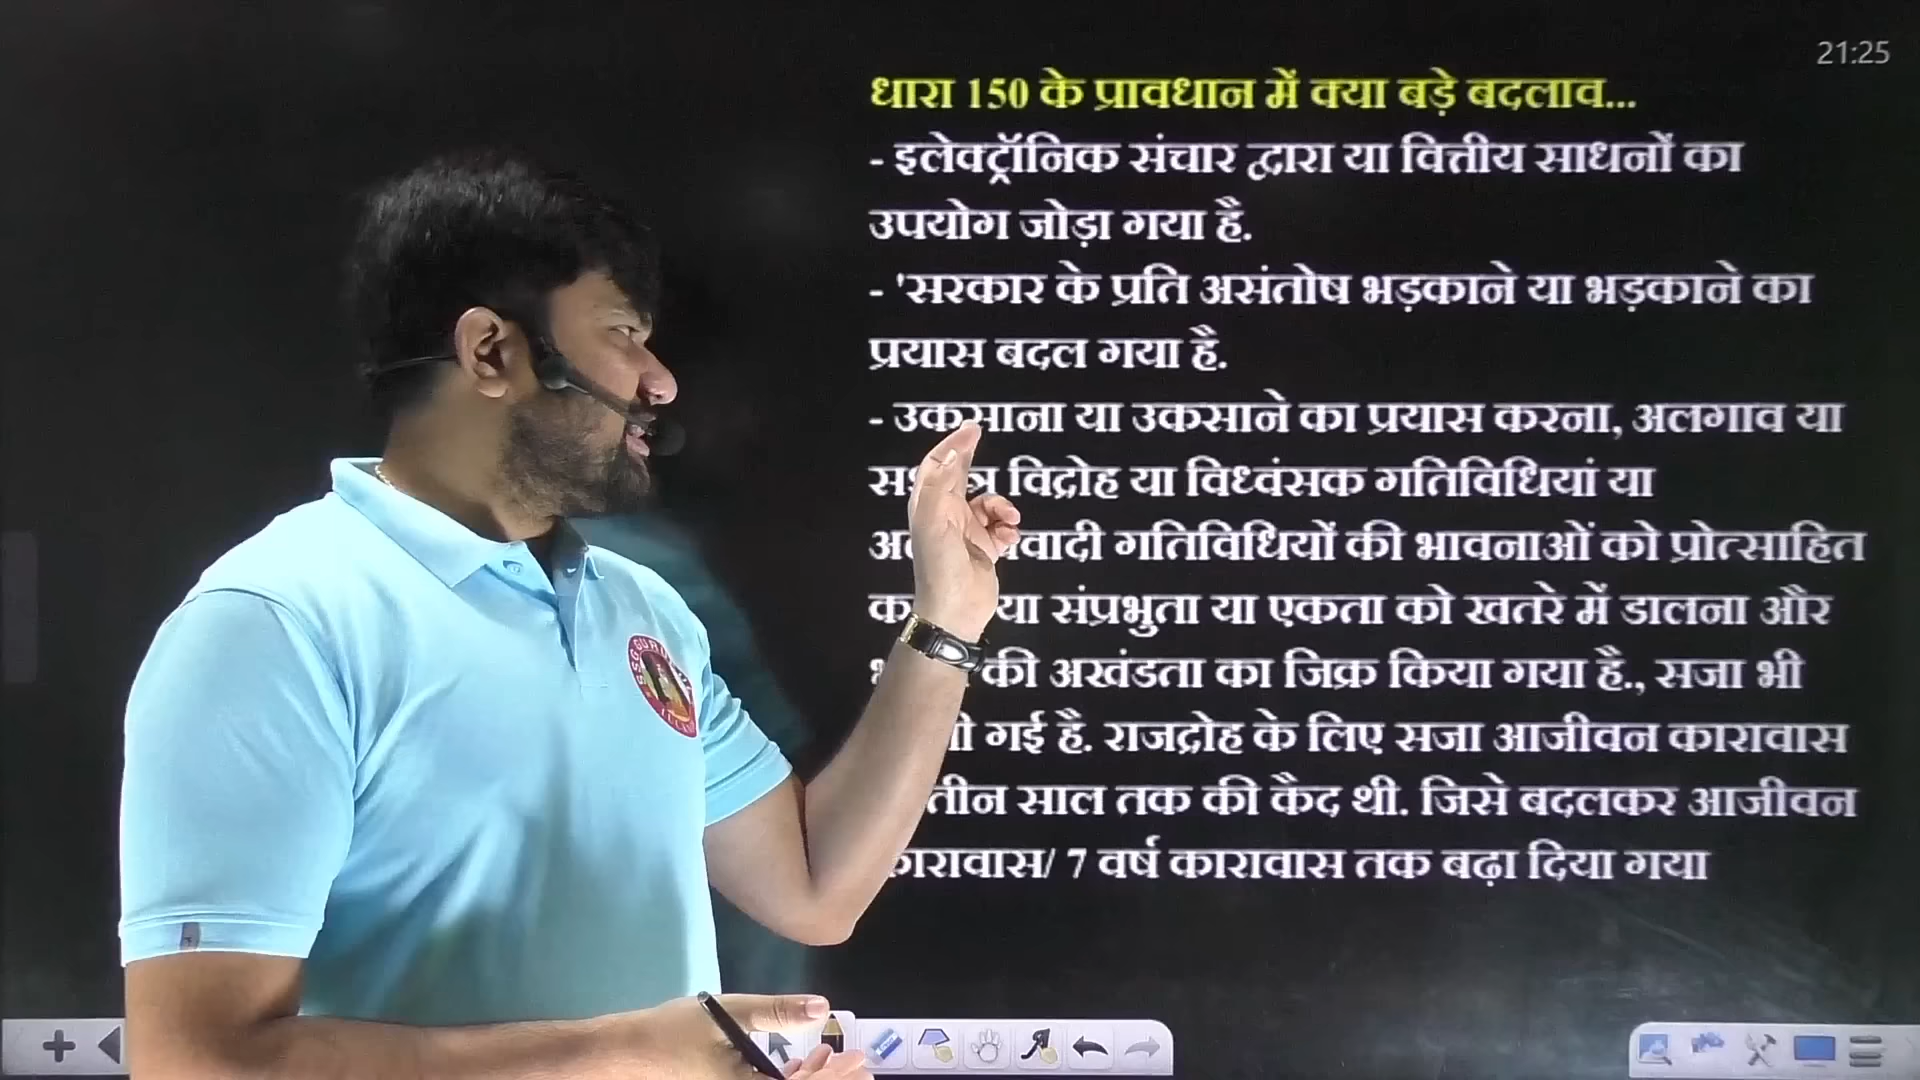 21:25
धारा 150 के प्रावधान में क्या बड़े बदलाव...
- इलेक्ट्रॉनिक संचार द्वारा या वित्तीय साधनों का
उपयोग जोड़ा गया है.
- 'सरकार के प्रति असंतोष भड़काने या भड़काने का
प्रयास बदल गया है.
- उकसाना या उकसाने का प्रयास करना, अलगाव या
विद्रोह या विध्वंसक गतिविधियां या
गतिविधियों की भावनाओं को प्रोत्साहित
या संप्रभुता या एकता को खतरे में डालना और
की अखंडता का जिक्र किया गया है., सजा भी
गई है. राजद्रोह के लिए सजा आजीवन कारावास
तीन साल तक की कैद थी. जिसे बदलकर आजीवन
कारावास/ 7 वर्ष कारावास तक बढ़ा दिया गया